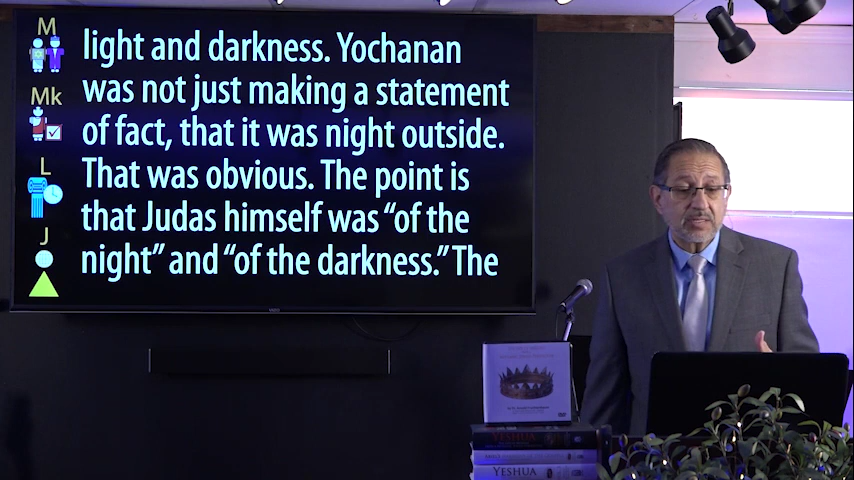 M
Mk
L
J
light and darkness. Yochanan
was not just making a statement
of fact, that it was night outside.
That was obvious. The point is
that Judas himself was “of the
night” and “of the darkness.” The
YESHUA
YESHUA